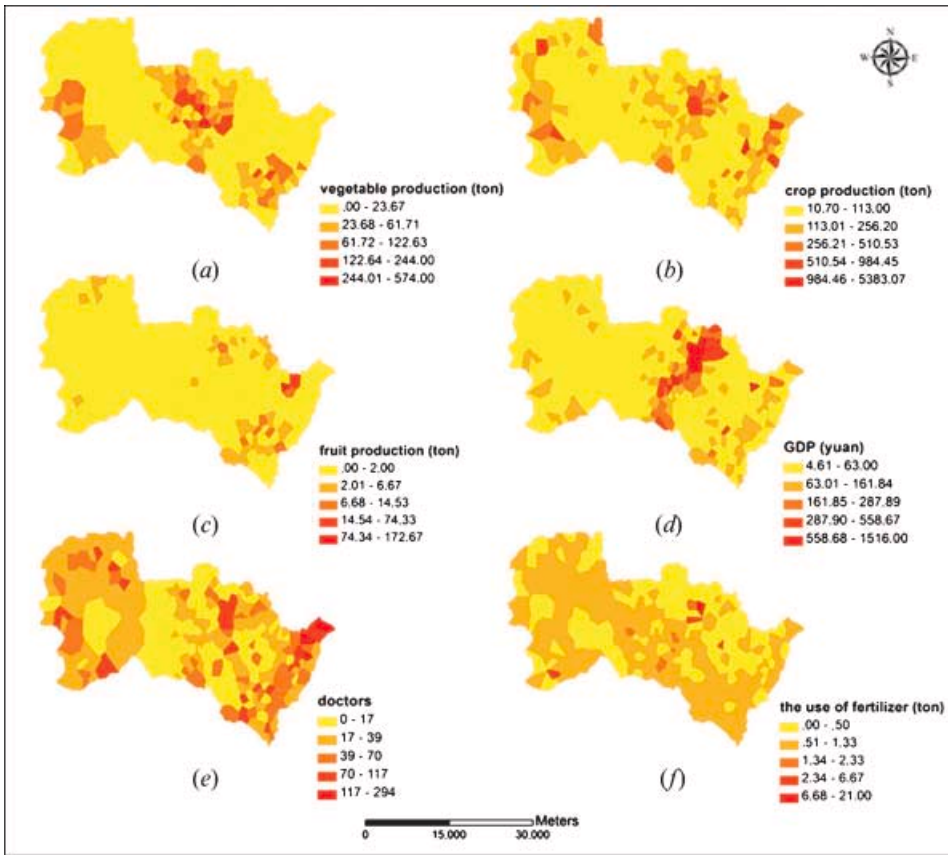 N
W E
S
vegetable production (ton)
.00 - 23.67
23.68 - 61.71
61.72 - 122.63
122.64 - 244.00
244.01 - 574.00
(a)
crop production (ton)
10.70 - 113.00
113.01 - 256.20
256.21 - 510.53
510.54 - 984.45
984.46 - 5383.07
(b)
fruit production (ton)
.00 - 2.00
2.01 - 6.67
6.68 - 14.53
14.54 - 74.33
74.34 - 172.67
(c)
GDP (yuan)
4.61 - 63.00
63.01 - 161.84
161.85 - 287.89
287.90 - 558.67
558.68 - 1516.00
(d)
doctors
0 - 17
17 - 39
39 - 70
70 - 117
117 - 294
(e)
the use of fertilizer (ton)
.00 - .50
.51 - 1.33
1.34 - 2.33
2.34 - 6.67
6.68 - 21.00
(f)
Meters
0 15.000 30.000